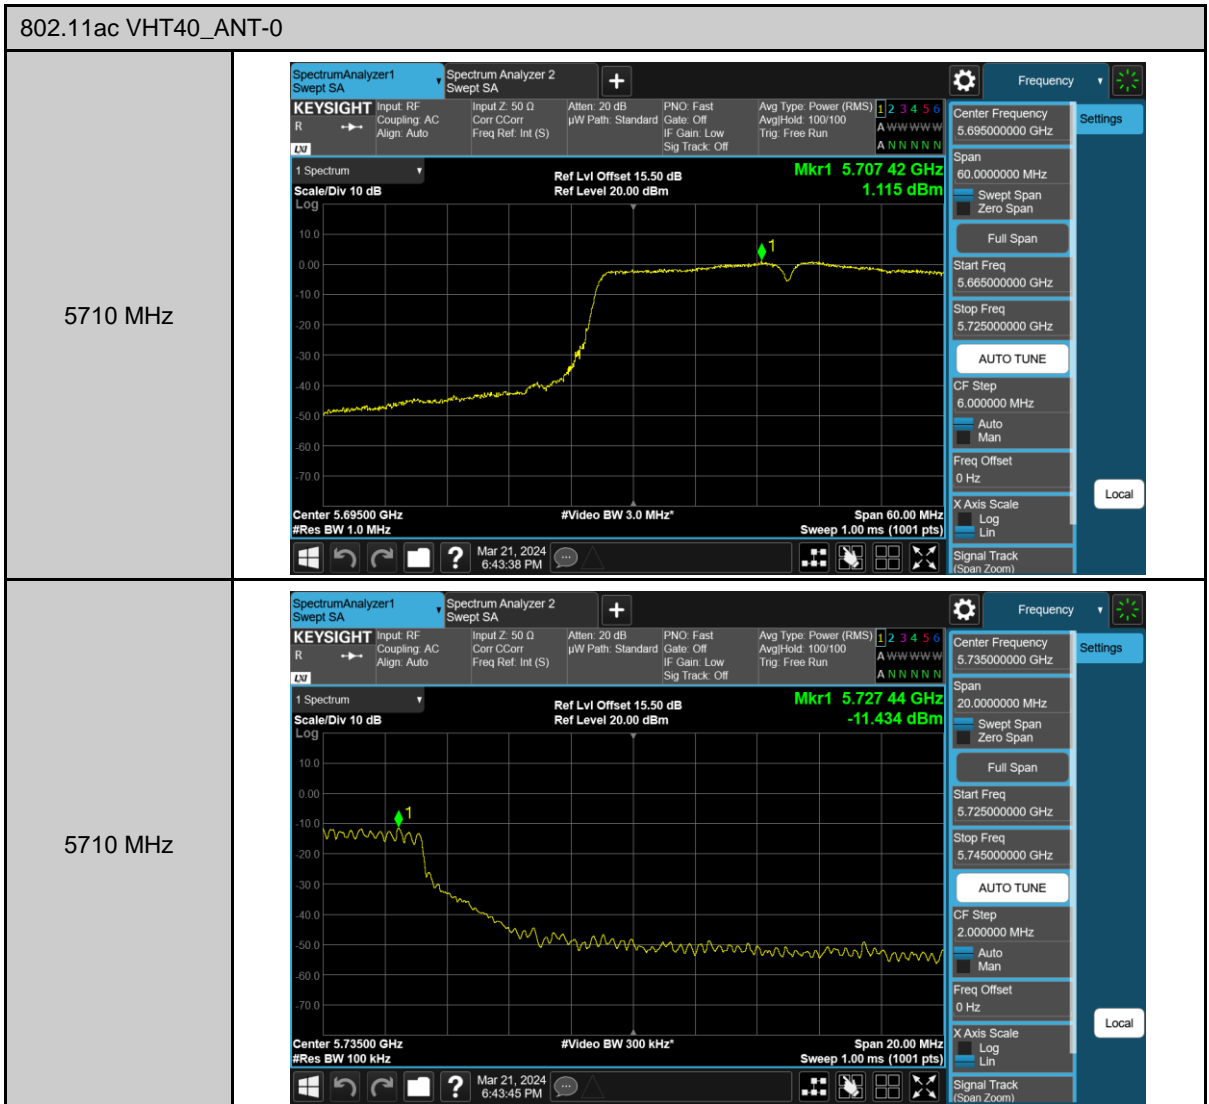 802.11ac VHT40_ANT-0
5710 MHz
SpectrumAnalyzer1
Swept SA
Spectrum Analyzer 2
Swept SA
+
Frequency
KEYSIGHT
R
LXI
Input: RF
Coupling: AC
Align: Auto
Input Z: 50 Ω
Corr CCorr
Freq Ref: Int (S)
Atten: 20 dB
µW Path: Standard
PNO: Fast
Gate: Off
IF Gain: Low
Sig Track: Off
Avg Type: Power (RMS)
Avg|Hold: 100/100
Trig: Free Run
1 2 3 4 5 6
A W W W W W
A N N N N N
1 Spectrum
Scale/Div 10 dB
Log
Ref Lvl Offset 15.50 dB
Ref Level 20.00 dBm
Mkr1 5.707 42 GHz
1.115 dBm
10.0
0.00
-10.0
-20.0
-30.0
-40.0
-50.0
-60.0
-70.0
1
Center 5.69500 GHz
#Res BW 1.0 MHz
#Video BW 3.0 MHz*
Span 60.00 MHz
Sweep 1.00 ms (1001 pts)
?
Mar 21, 2024
6:43:38 PM
Center Frequency
5.695000000 GHz
Span
60.0000000 MHz
Swept Span
Zero Span
Full Span
Start Freq
5.665000000 GHz
Stop Freq
5.725000000 GHz
AUTO TUNE
CF Step
6.000000 MHz
Auto
Man
Freq Offset
0 Hz
X Axis Scale
Log
Lin
Signal Track
(Span Zoom)
Settings
Local
5710 MHz
SpectrumAnalyzer1
Swept SA
Spectrum Analyzer 2
Swept SA
+
Frequency
KEYSIGHT
R
LXI
Input: RF
Coupling: AC
Align: Auto
Input Z: 50 Ω
Corr CCorr
Freq Ref: Int (S)
Atten: 20 dB
µW Path: Standard
PNO: Fast
Gate: Off
IF Gain: Low
Sig Track: Off
Avg Type: Power (RMS)
Avg|Hold: 100/100
Trig: Free Run
1 2 3 4 5 6
A W W W W W
A N N N N N
1 Spectrum
Scale/Div 10 dB
Log
Ref Lvl Offset 15.50 dB
Ref Level 20.00 dBm
Mkr1 5.727 44 GHz
-11.434 dBm
10.0
0.00
-10.0
-20.0
-30.0
-40.0
-50.0
-60.0
-70.0
1
Center 5.73500 GHz
#Res BW 100 kHz
#Video BW 300 kHz*
Span 20.00 MHz
Sweep 1.00 ms (1001 pts)
?
Mar 21, 2024
6:43:45 PM
Center Frequency
5.735000000 GHz
Span
20.0000000 MHz
Swept Span
Zero Span
Full Span
Start Freq
5.725000000 GHz
Stop Freq
5.745000000 GHz
AUTO TUNE
CF Step
2.000000 MHz
Auto
Man
Freq Offset
0 Hz
X Axis Scale
Log
Lin
Signal Track
(Span Zoom)
Settings
Local